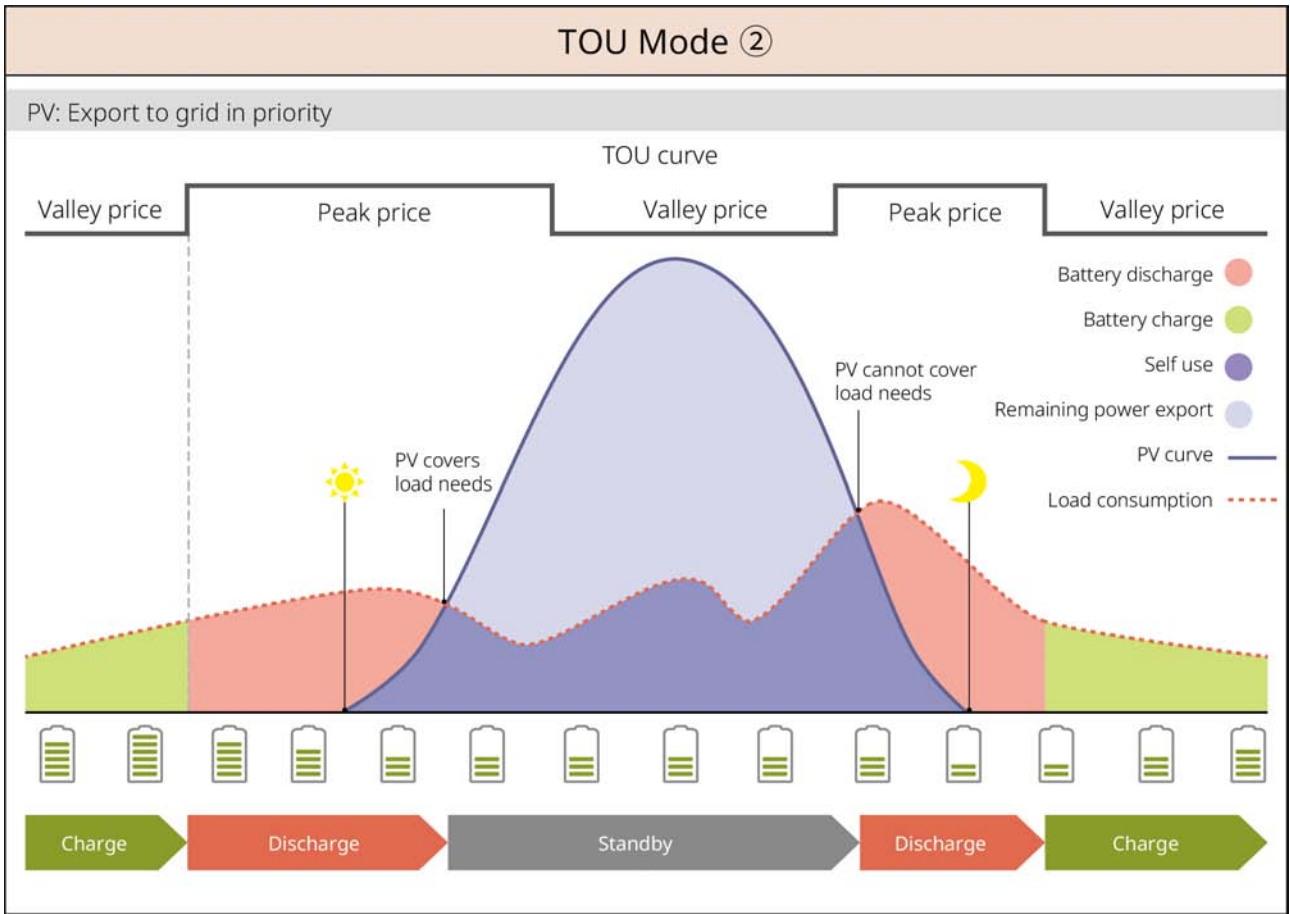 TOU Mode ②
PV: Export to grid in priority
TOU curve
Valley price
Peak price
Valley price
Peak price
Valley price
Battery discharge
Battery charge
Self use
Remaining power export
PV curve
Load consumption
PV cannot cover
load needs
PV covers
load needs
Charge
Discharge
Standby
Discharge
Charge